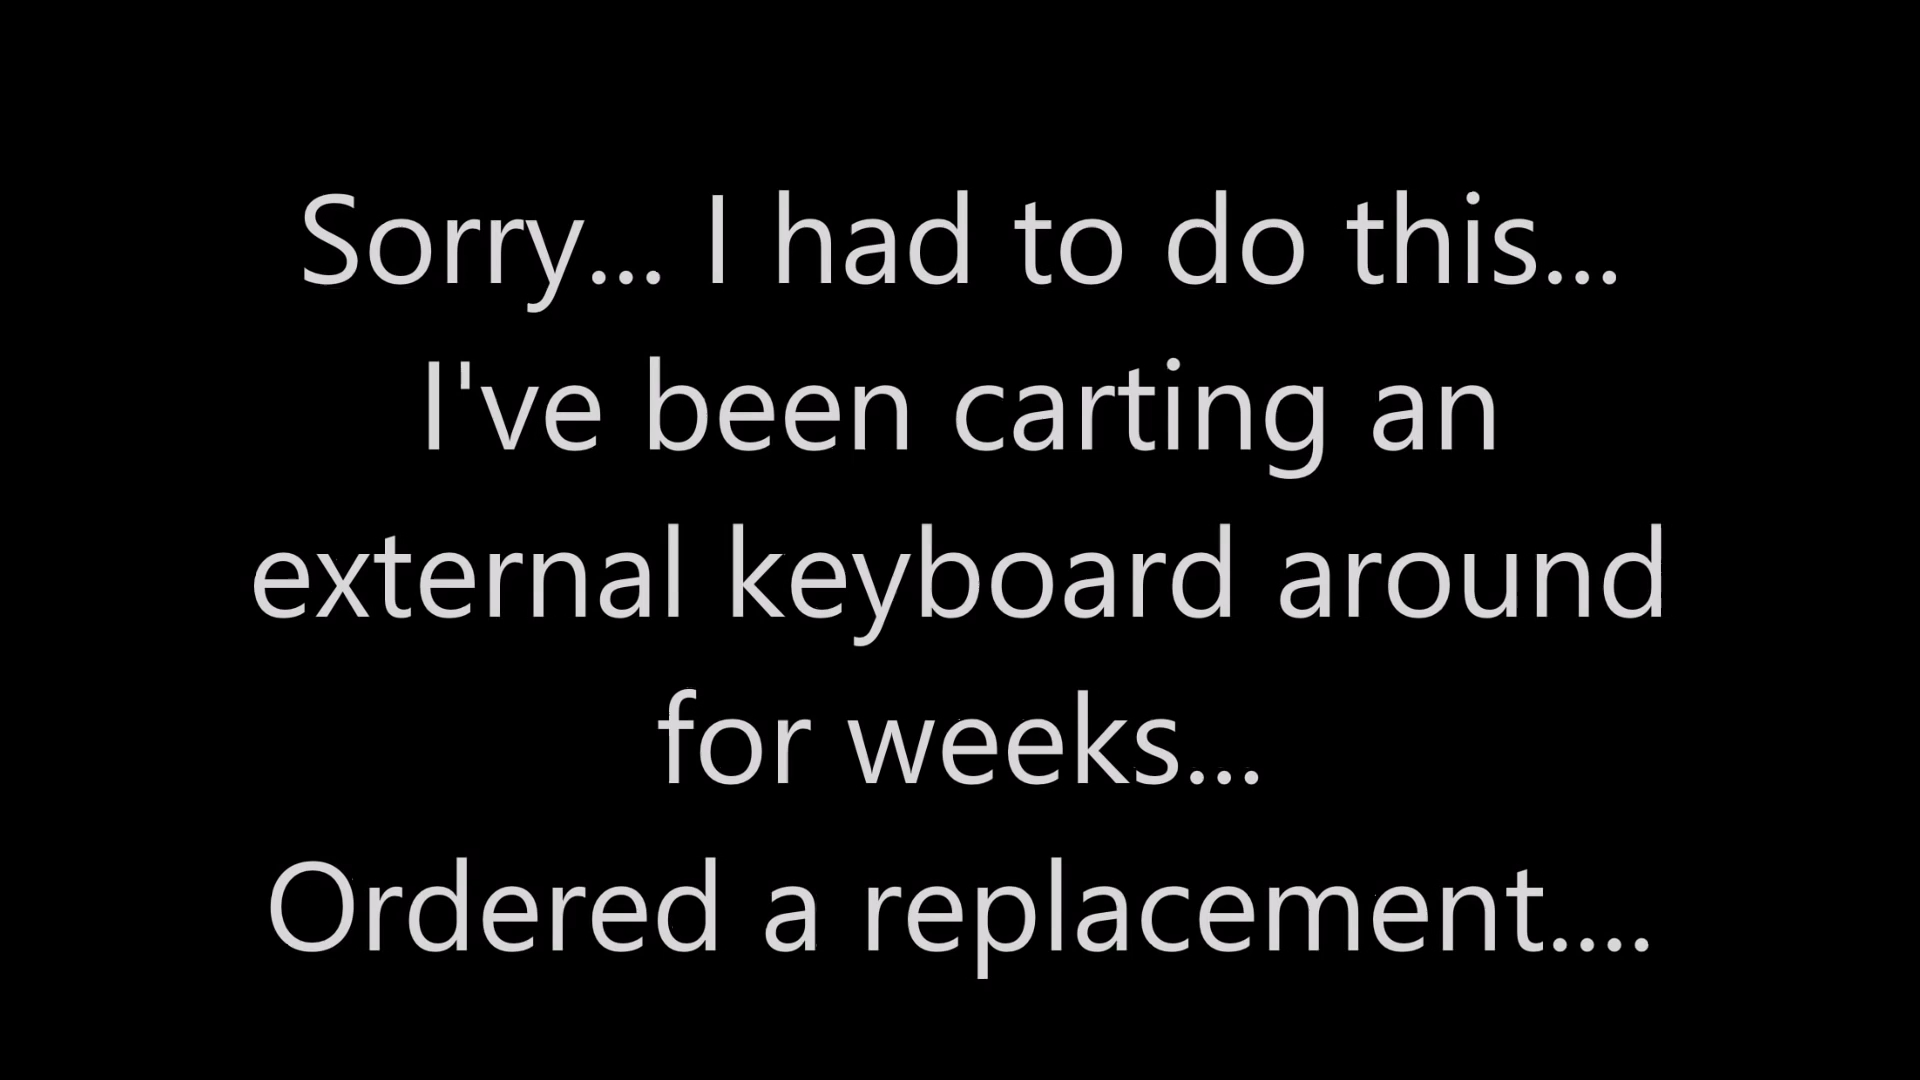 Sorry... I had to do this...
I've been carting an
external keyboard around
for weeks...
Ordered a replacement....